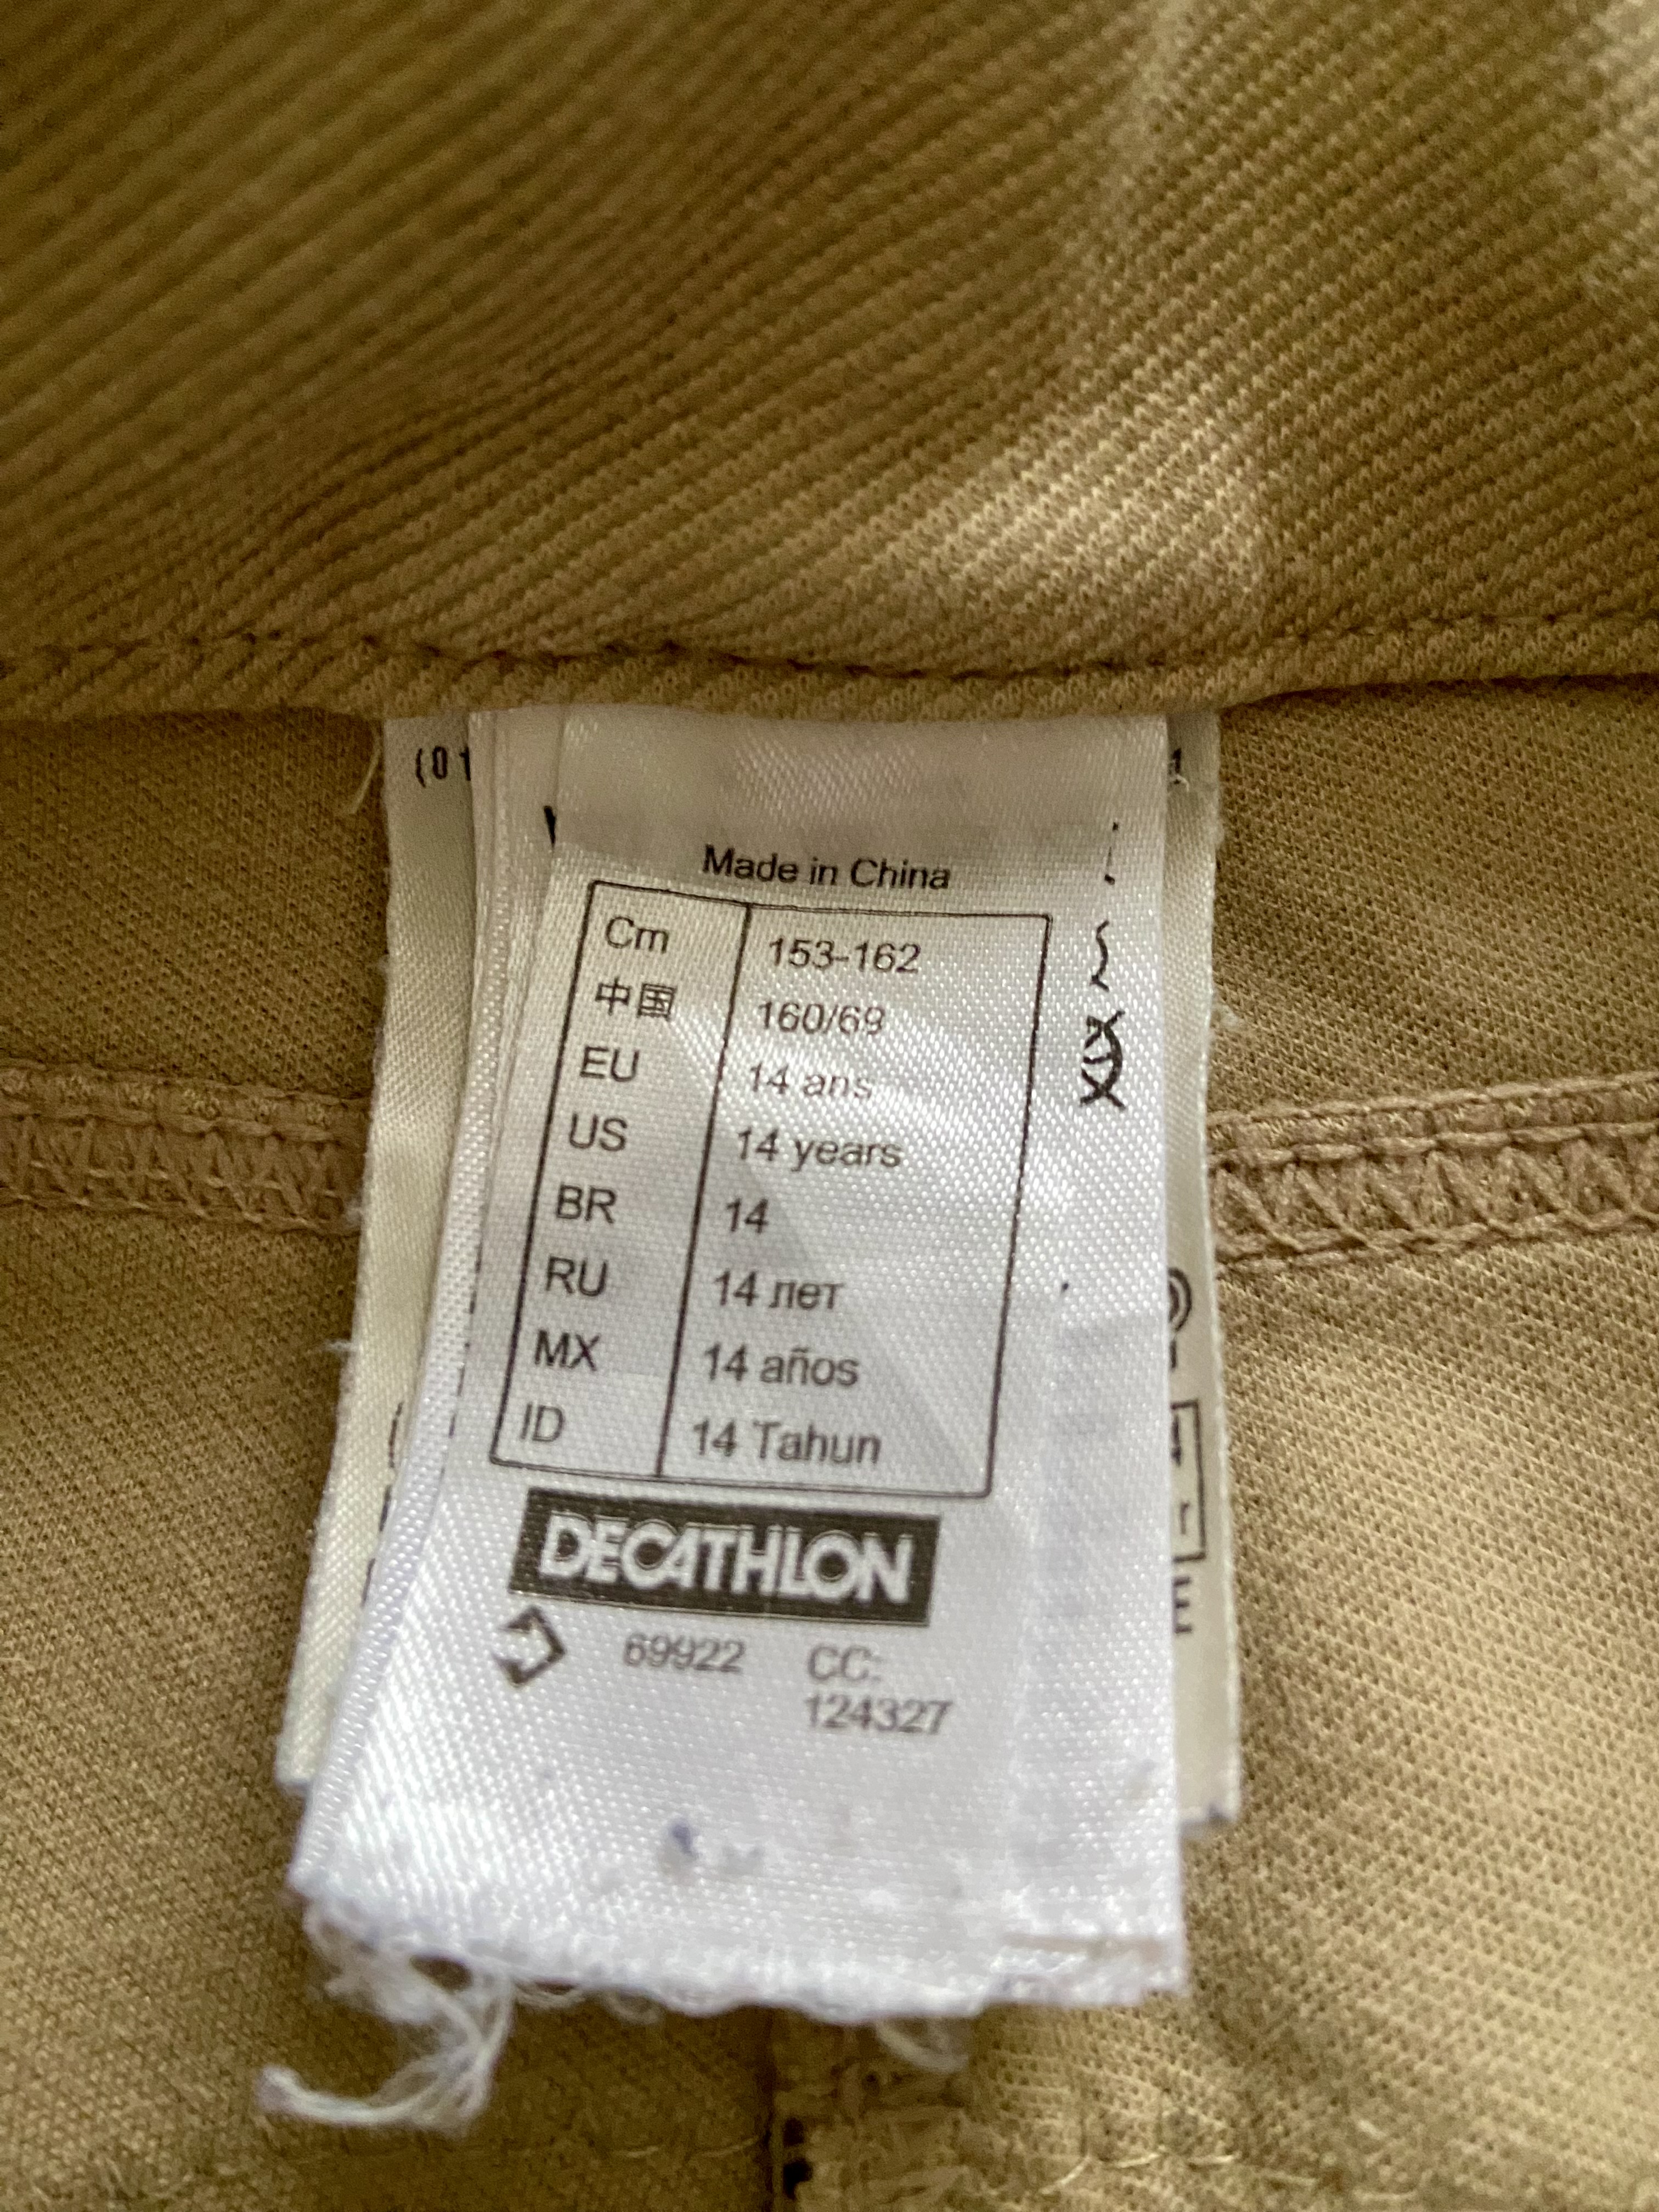 (01
Made in China
Cm 153-162
中国 160/69
EU 14 ans
US 14 years
BR 14
RU 14 лет
MX 14 años
ID 14 Tahun
DECATHLON
69922 CC:
124327